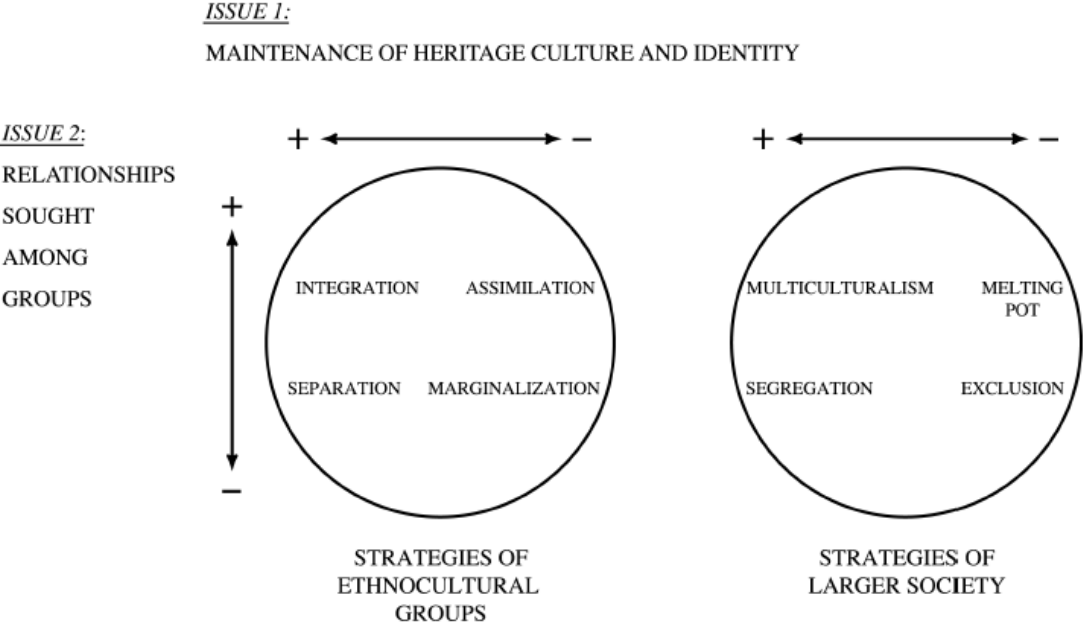 ISSUE 1:
MAINTENANCE OF HERITAGE CULTURE AND IDENTITY
ISSUE 2:
RELATIONSHIPS
SOUGHT
AMONG
GROUPS
+ −
+ −
+
−
INTEGRATION ASSIMILATION
SEPARATION MARGINALIZATION
MULTICULTURALISM MELTING
POT
SEGREGATION EXCLUSION
STRATEGIES OF
ETHNOCULTURAL
GROUPS
STRATEGIES OF
LARGER SOCIETY